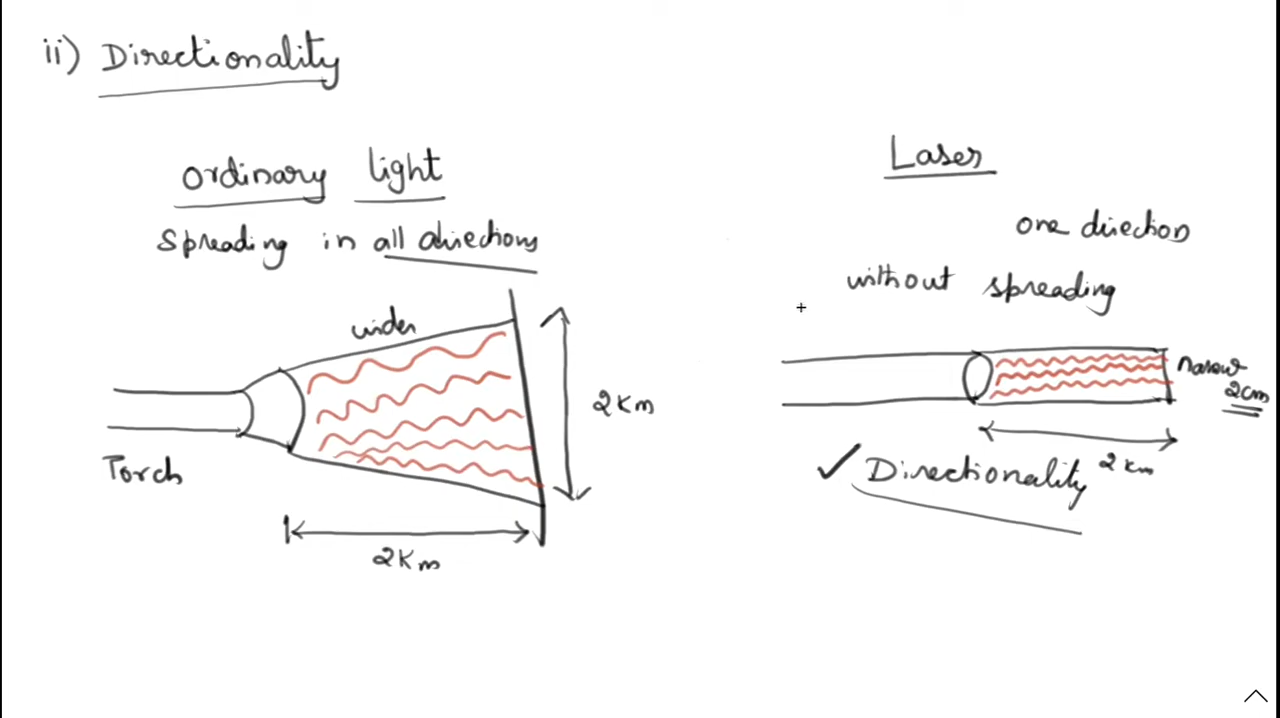 ii) Directionality
Ordinary light
Spreading in all directions
wider
2 Km
Torch
2 Km
Laser
one direction
without spreading
narrow
2cm
2 km
✓ Directionality